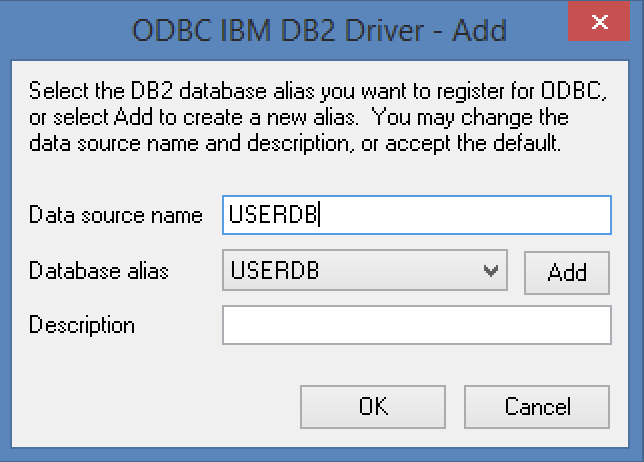 ODBC IBM DB2 Driver - Add
Select the DB2 database alias you want to register for ODBC,
or select Add to create a new alias.  You may change the
data source name and description, or accept the default.
Data source name USERDB
Database alias USERDB Add
Description
OK Cancel